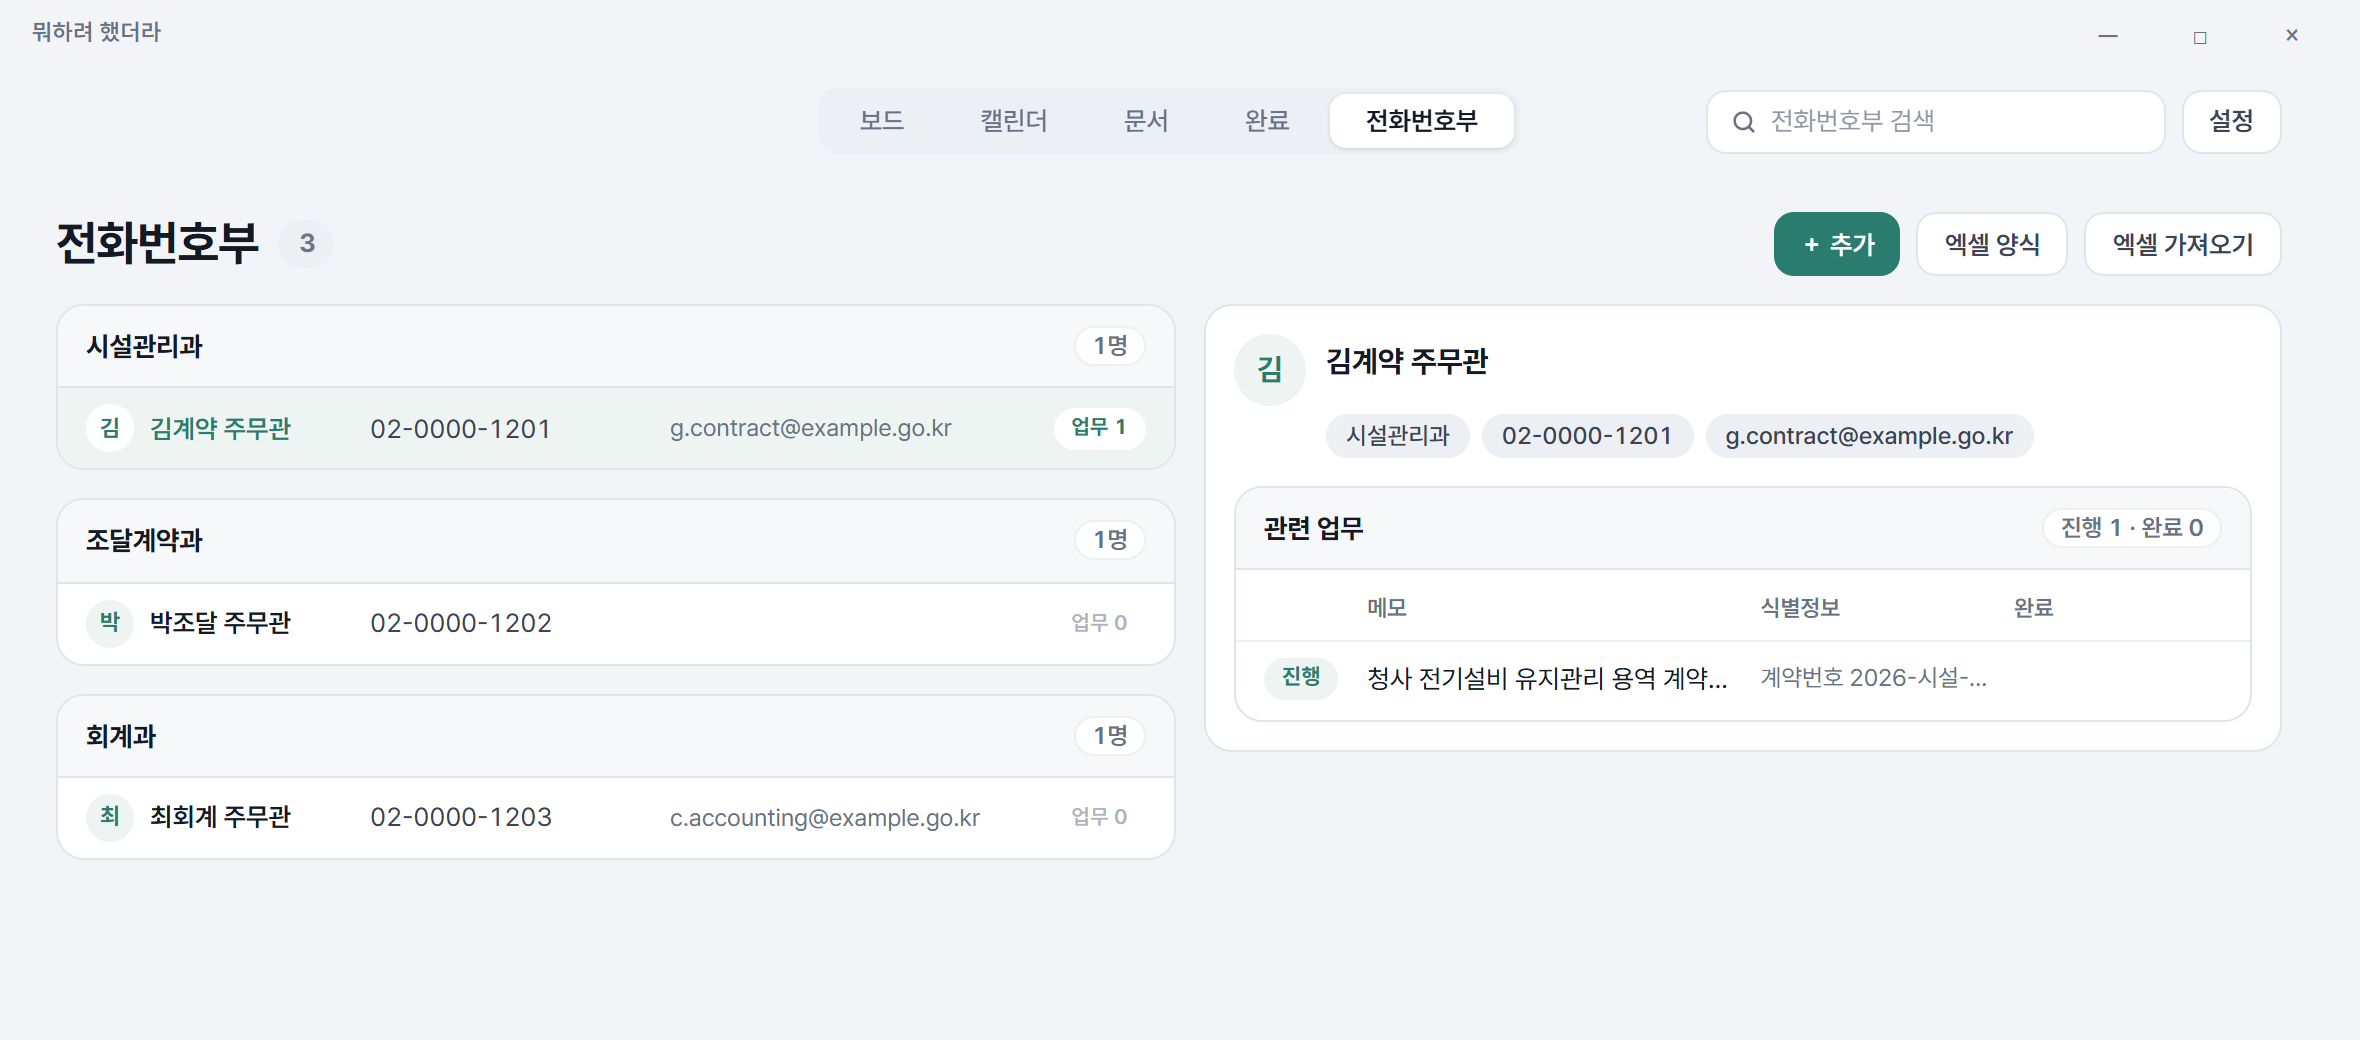 뭐하려 했더라
보드 캘린더 문서 완료 전화번호부
전화번호부 검색
설정
전화번호부 3
+ 추가 엑셀 양식 엑셀 가져오기
시설관리과 1명
김 김계약 주무관 02-0000-1201 g.contract@example.go.kr 업무 1
조달계약과 1명
박 박조달 주무관 02-0000-1202 업무 0
회계과 1명
최 최회계 주무관 02-0000-1203 c.accounting@example.go.kr 업무 0
김 김계약 주무관
시설관리과 02-0000-1201 g.contract@example.go.kr
관련 업무 진행 1 · 완료 0
메모 식별정보 완료
진행 청사 전기설비 유지관리 용역 계약... 계약번호 2026-시설-...